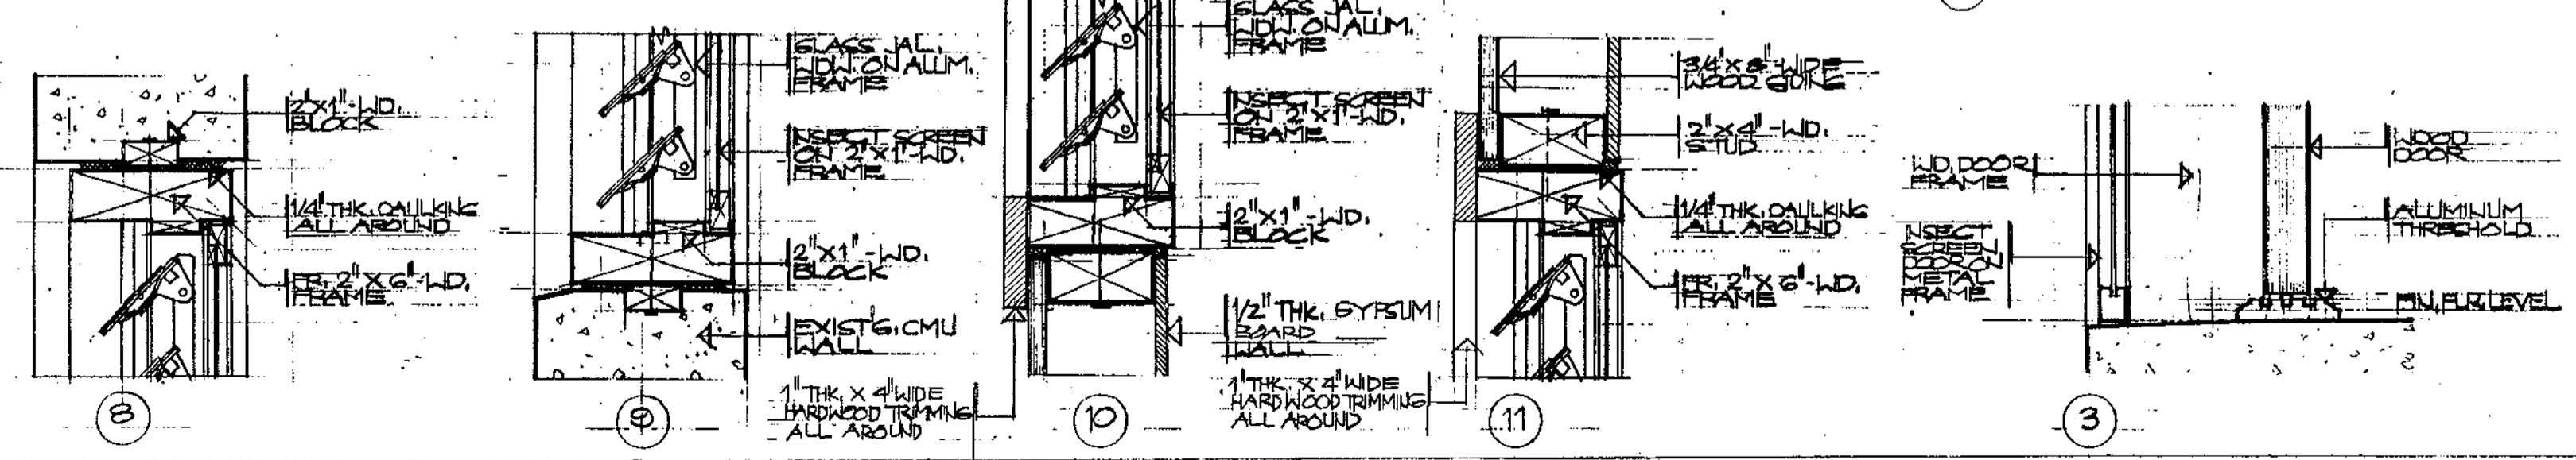 2"X1"-WD.
BLOCK
1/4" THK. CAULKING
ALL AROUND
FR. 2" X 6"-WD.
FRAME
8
GLASS JAL.
WDW. ON ALUM.
FRAME
INSECT SCREEN
ON 2"X1"-WD.
FRAME
2"X1"-WD.
BLOCK
EXIST'G. CMU
WALL
9
1" THK. X 4" WIDE
HARDWOOD TRIMMING
ALL AROUND
GLASS JAL.
WDW. ON ALUM.
FRAME
INSECT SCREEN
ON 2"X1"-WD.
FRAME
2"X1"-WD.
BLOCK
1/2" THK. GYPSUM
BOARD
WALL
10
1" THK. X 4" WIDE
HARDWOOD TRIMMING
ALL AROUND
3/4" X 8"-WIDE
WOOD SIDING
2"X4"-WD.
STUD
1/4" THK. CAULKING
ALL AROUND
FR. 2" X 6"-WD.
FRAME
11
WD. DOOR
FRAME
INSECT
SCREEN
DOOR ON
METAL
FRAME
WOOD
DOOR
ALUMINUM
THRESHOLD
FIN. FLR. LEVEL
3